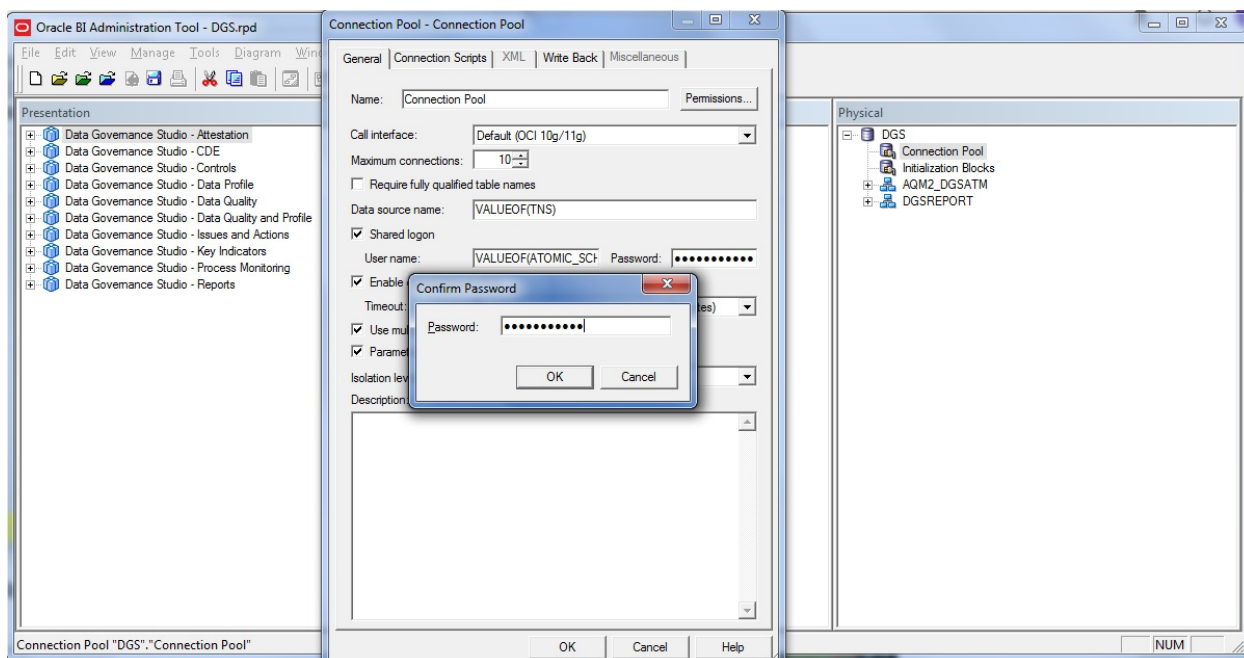 Oracle BI Administration Tool - DGS.rpd
File Edit View Manage Tools Diagram
Presentation
Data Governance Studio - Attestation
Data Governance Studio - CDE
Data Governance Studio - Controls
Data Governance Studio - Data Profile
Data Governance Studio - Data Quality
Data Governance Studio - Data Quality and Profile
Data Governance Studio - Issues and Actions
Data Governance Studio - Key Indicators
Data Governance Studio - Process Monitoring
Data Governance Studio - Reports
Connection Pool - Connection Pool
General Connection Scripts XML Write Back Miscellaneous
Name: Connection Pool Permissions...
Call interface: Default (OCI 10g/11g)
Maximum connections: 10
Require fully qualified table names
Data source name: VALUEOF(TNS)
Shared logon
User name: VALUEOF(ATOMIC_SCH Password: •••••••••••
Enable
Timeout: tes)
Use mul
Paramet
Isolation lev
Description:
Confirm Password
Password: •••••••••••
OK Cancel
OK Cancel Help
Physical
DGS
Connection Pool
Initialization Blocks
AQM2_DGSATM
DGSREPORT
Connection Pool "DGS"."Connection Pool"
NUM